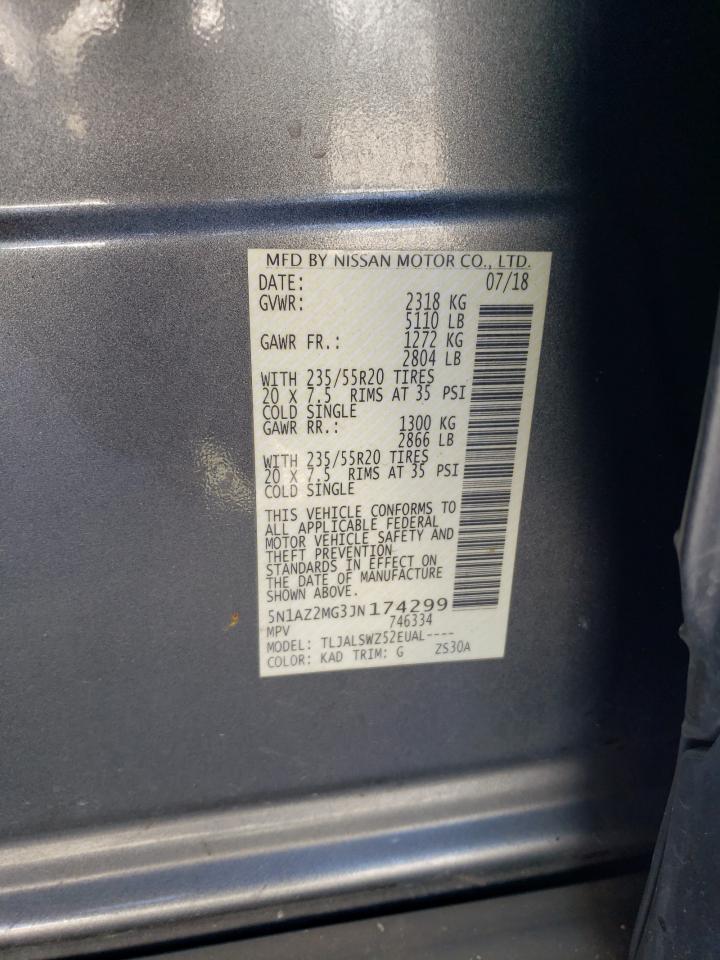 MFD BY NISSAN MOTOR CO., LTD.
DATE: 07/18
GVWR: 2318 KG
5110 LB
GAWR FR.: 1272 KG
2804 LB
WITH 235/55R20 TIRES
20 X 7.5 RIMS AT 35 PSI
COLD SINGLE
GAWR RR.: 1300 KG
2866 LB
WITH 235/55R20 TIRES
20 X 7.5 RIMS AT 35 PSI
COLD SINGLE
THIS VEHICLE CONFORMS TO
ALL APPLICABLE FEDERAL
MOTOR VEHICLE SAFETY AND
THEFT PREVENTION
STANDARDS IN EFFECT ON
THE DATE OF MANUFACTURE
SHOWN ABOVE.
5N1AZ2MG3JN174299
MPV 746334
MODEL: TLJALSWZ52EUAL----
COLOR: KAD TRIM: G ZS30A